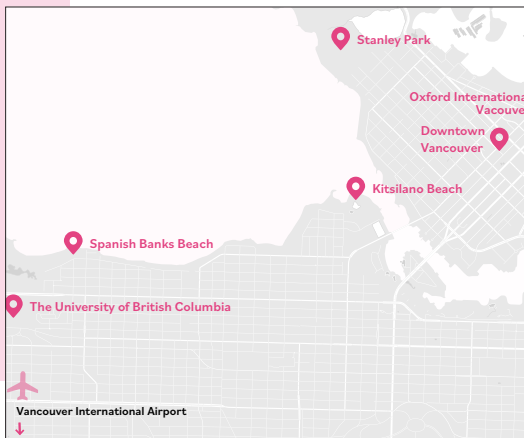 Stanley Park
Oxford Internationa
Vacouve
Downtown
Vancouver
Kitsilano Beach
Spanish Banks Beach
The University of British Columbia
Vancouver International Airport